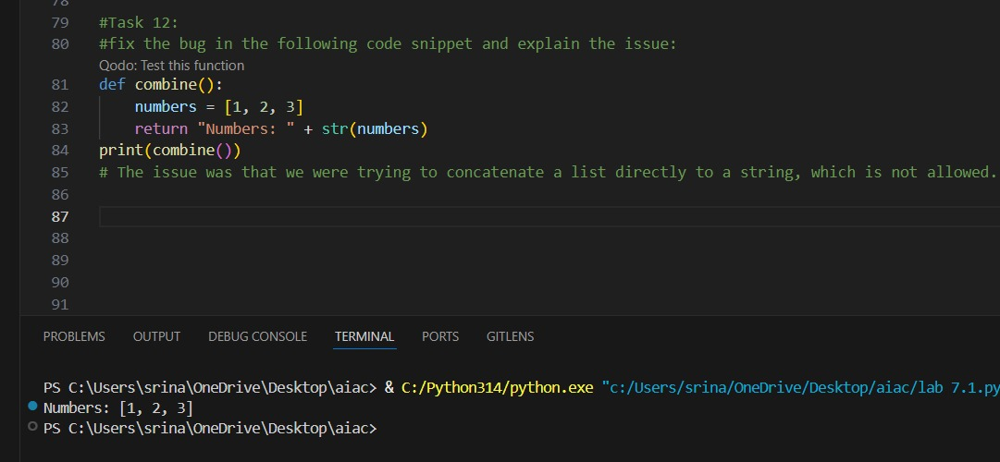 78
79 #Task 12:
80 #fix the bug in the following code snippet and explain the issue:
Qodo: Test this function
81 def combine():
82     numbers = [1, 2, 3]
83     return "Numbers: " + str(numbers)
84 print(combine())
85 # The issue was that we were trying to concatenate a list directly to a string, which is not allowed.
86
87
88
89
90
91
PROBLEMS OUTPUT DEBUG CONSOLE TERMINAL PORTS GITLENS
PS C:\Users\srina\OneDrive\Desktop\aiac> & C:/Python314/python.exe "c:/Users/srina/OneDrive/Desktop/aiac/lab 7.1.py
Numbers: [1, 2, 3]
PS C:\Users\srina\OneDrive\Desktop\aiac>